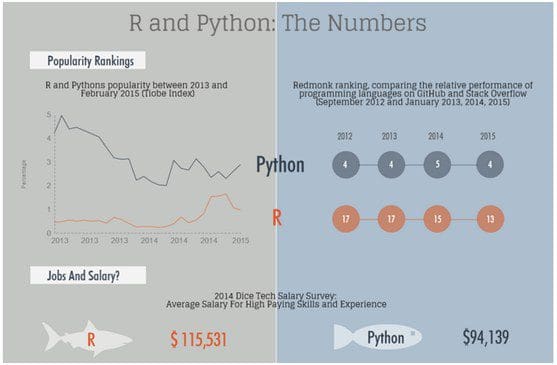 R and Python: The Numbers
Popularity Rankings
R and Pythons popularity between 2013 and
February 2015 (Tiobe Index)
Redmonk ranking, comparing the relative performance of
programming languages on GitHub and Stack Overflow
(September 2012 and January 2013, 2014, 2015)
5
4
3
2
1
0
Percentage
2013 2013 2013 2014 2014 2014 2015
2012 2013 2014 2015
Python 4 4 5 4
R 17 17 15 13
Jobs And Salary?
2014 Dice Tech Salary Survey:
Average Salary For High Paying Skills and Experience
R $ 115,531 Python $94,139